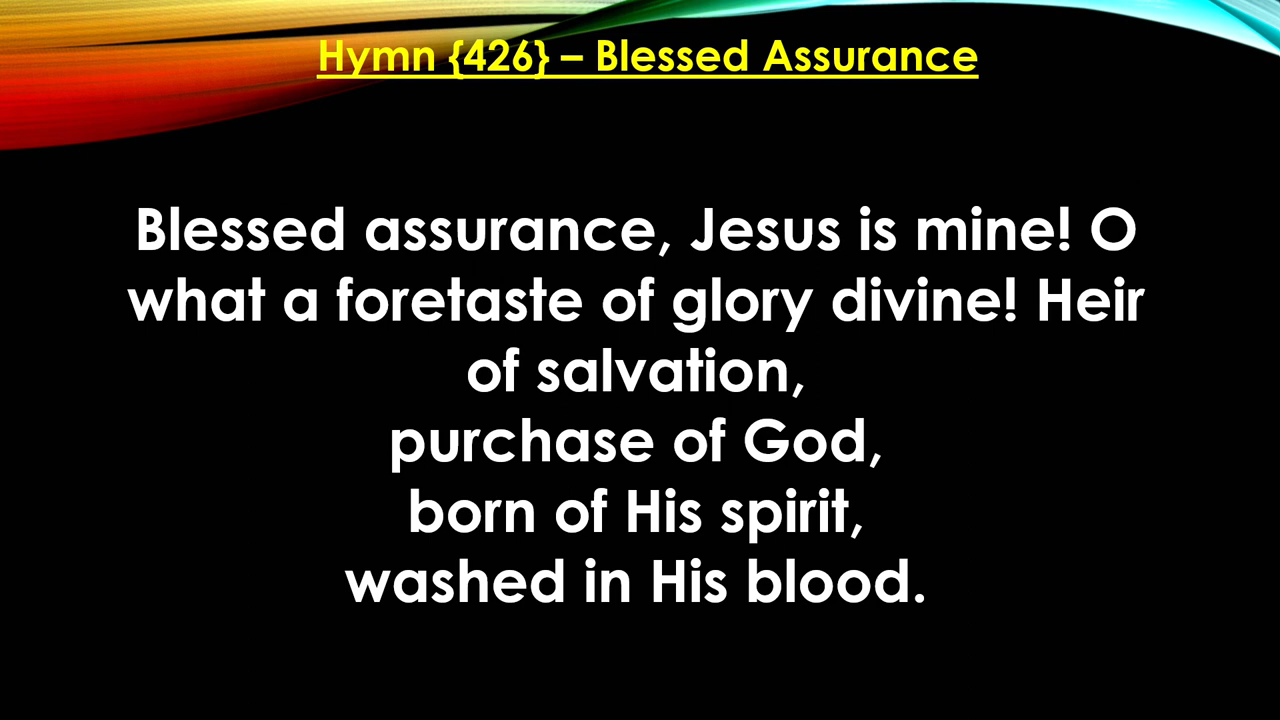 Hymn {426} – Blessed Assurance
Blessed assurance, Jesus is mine! O
what a foretaste of glory divine! Heir
of salvation,
purchase of God,
born of His spirit,
washed in His blood.